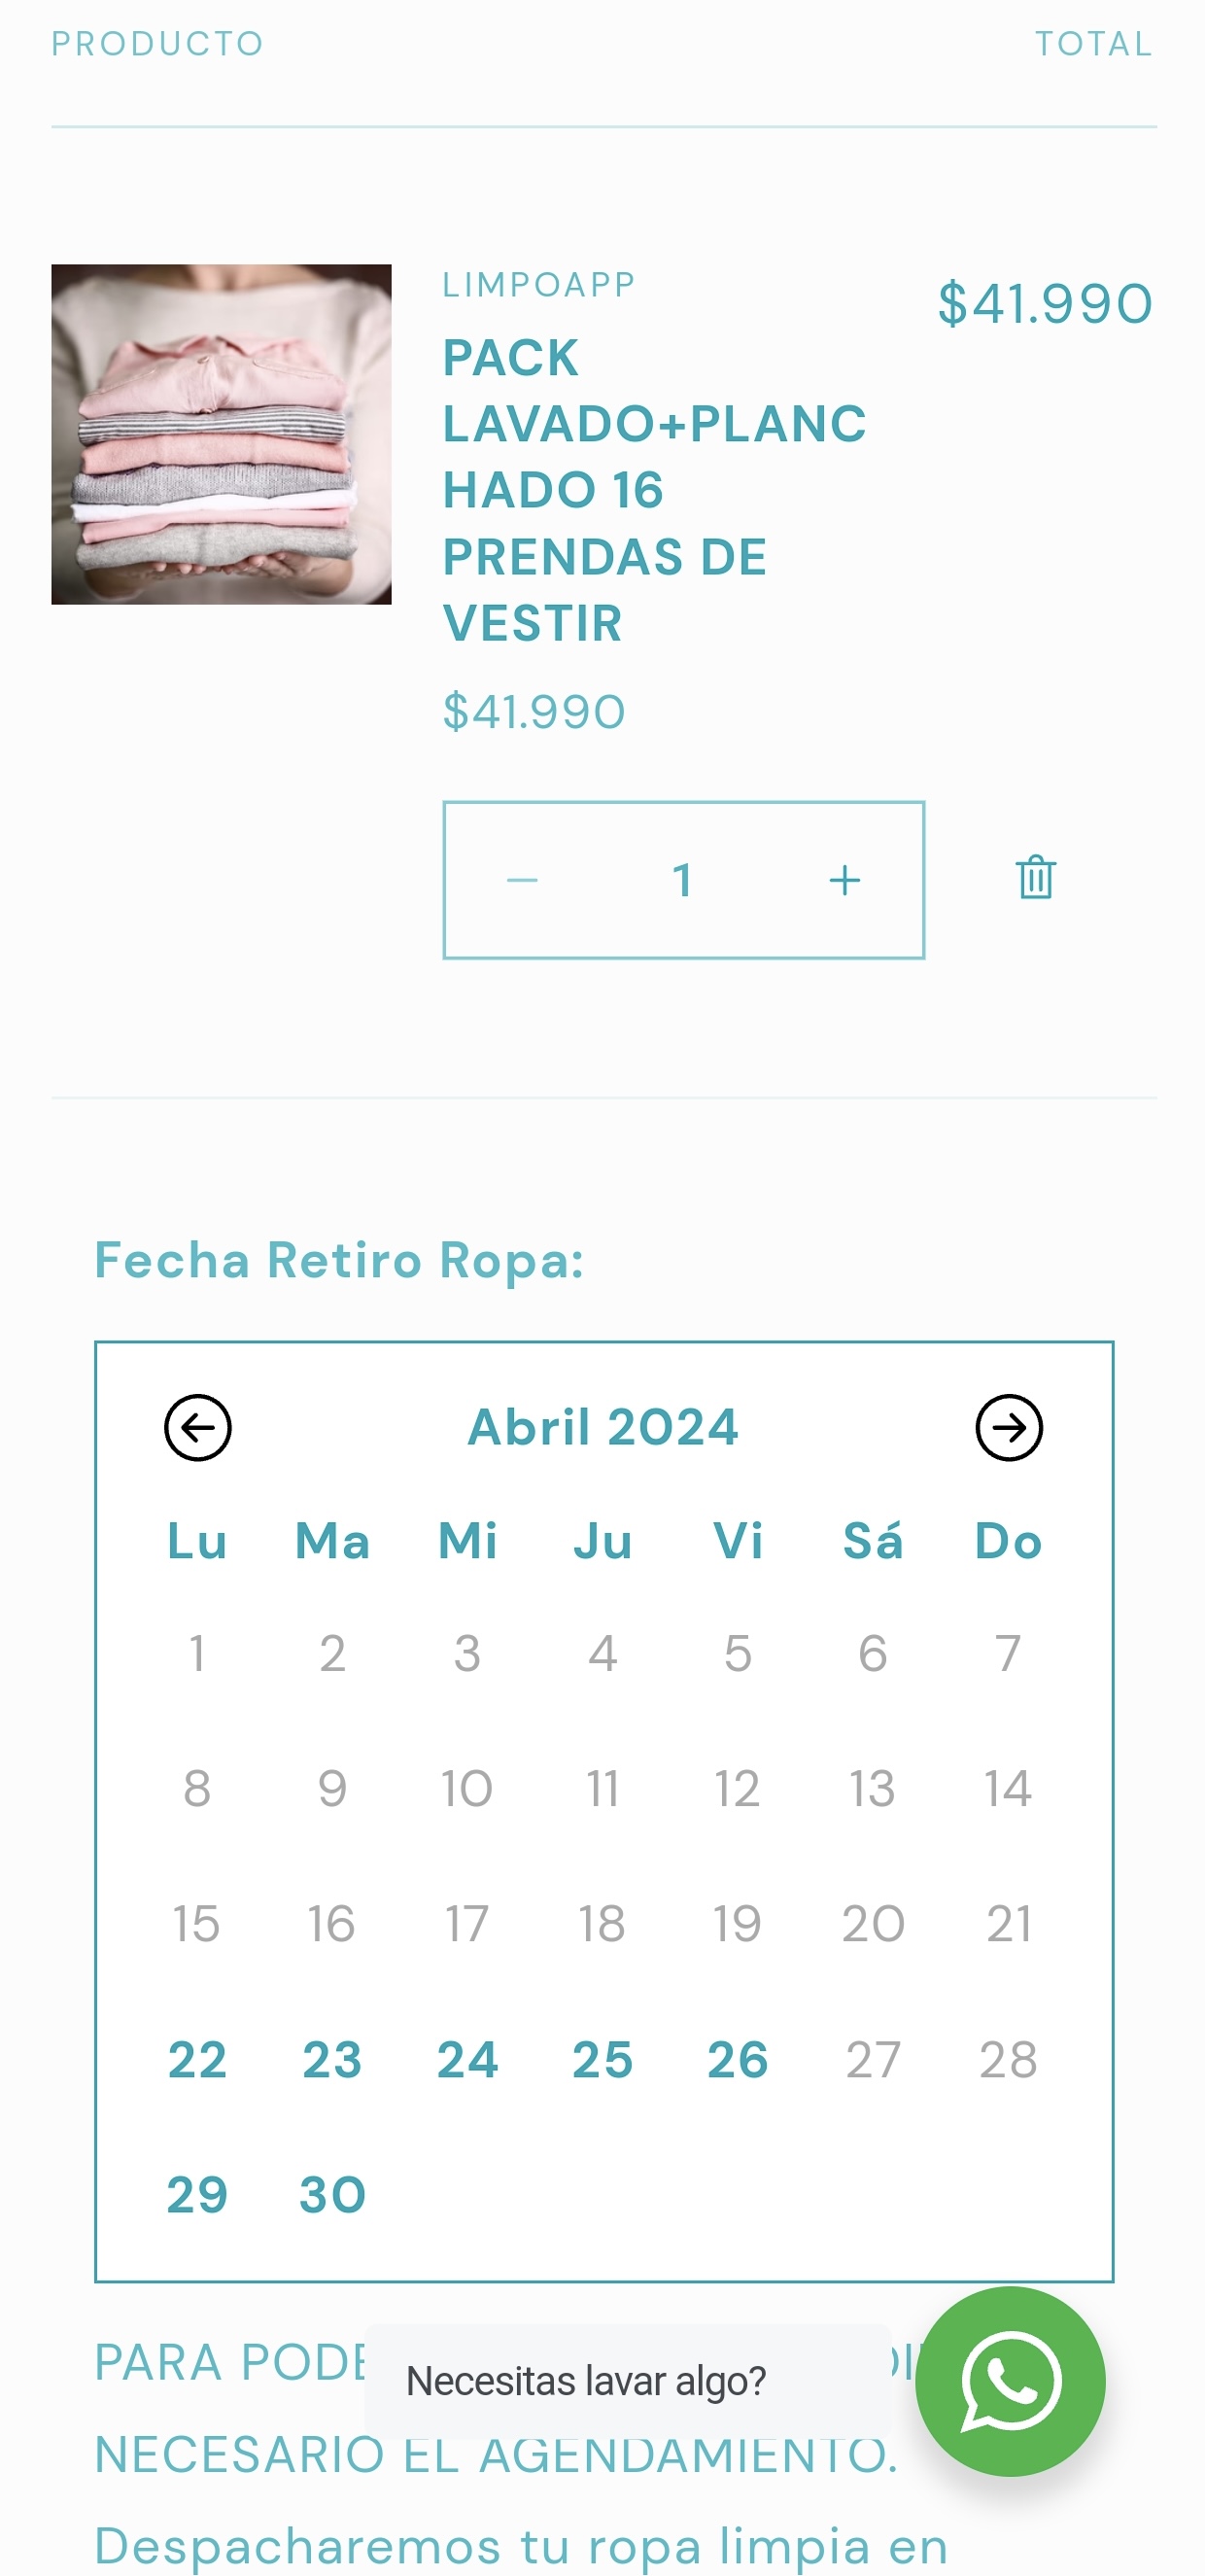 PRODUCTO TOTAL
LIMPOAPP $41.990
PACK
LAVADO+PLANC
HADO 16
PRENDAS DE
VESTIR
$41.990
1
Fecha Retiro Ropa:
Abril 2024
Lu Ma Mi Ju Vi Sá Do
1 2 3 4 5 6 7
8 9 10 11 12 13 14
15 16 17 18 19 20 21
22 23 24 25 26 27 28
29 30
PARA
Necesitas lavar algo?
NECESARIO EL AGENDAMIENTO.
Despacharemos tu ropa limpia en